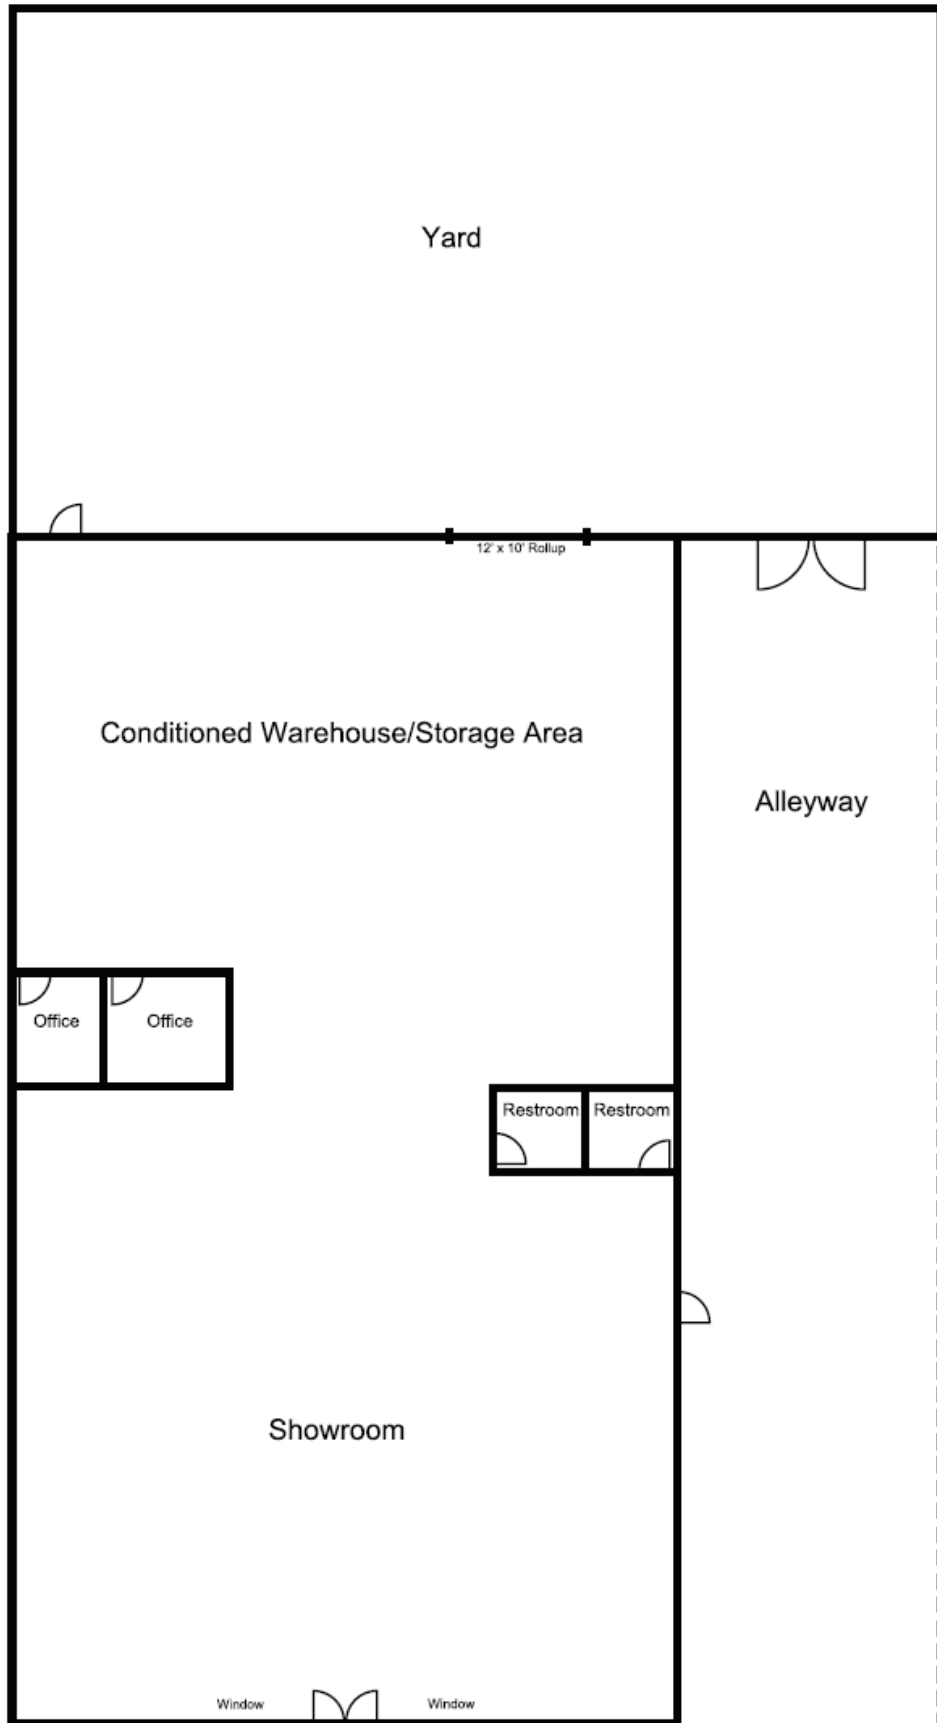 Yard
12' x 10' Rollup
Conditioned Warehouse/Storage Area
Alleyway
Office
Office
Restroom
Restroom
Showroom
Window
Window